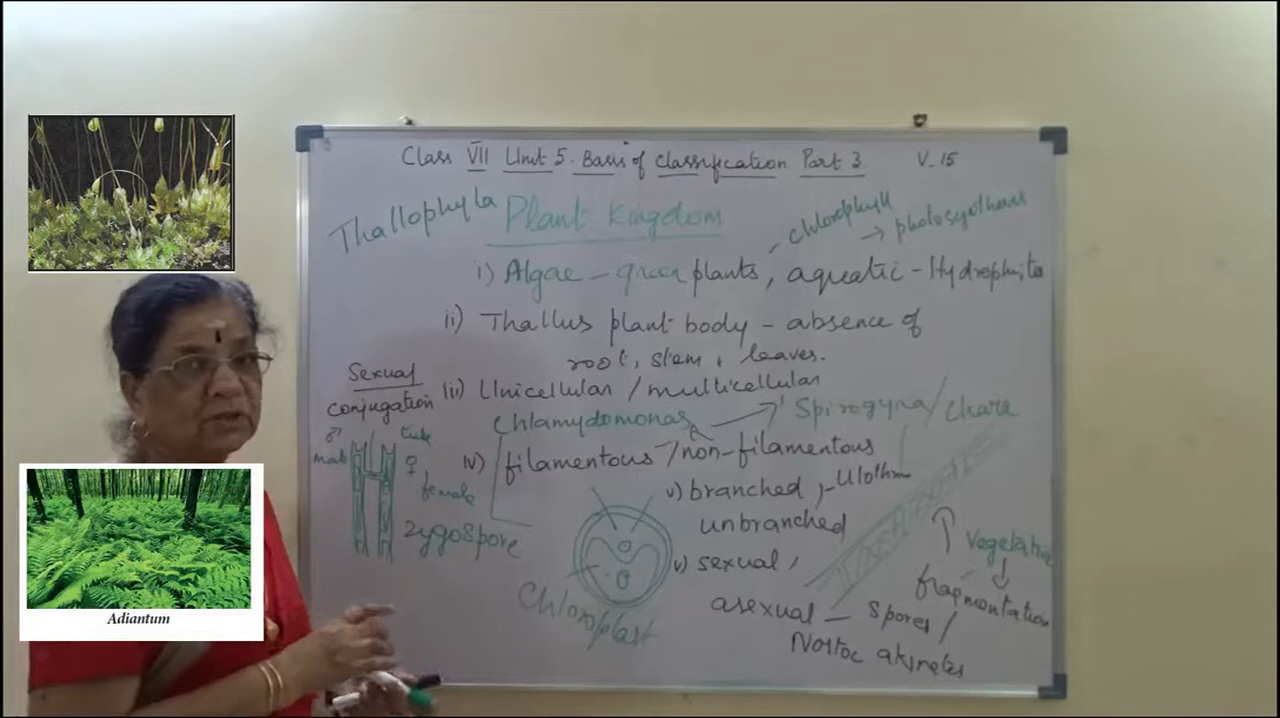 Class VII Unit 5. Basis of Classification Part 3 V-15
Thallophyla Plant Kingdom
chlorophyll
→ photosynthesis
i) Algae - green plants, aquatic - Hydrophites
ii) Thallus plant body - absence of
root, stem, leaves.
iii) Unicellular / multicellular
Chlamydomonas Spirogyra / Chara
iv) filamentous / non-filamentous
v) branched, - Ulothrix
unbranched
v) sexual,
asexual - Spores /
Nostoc akinetes
Sexual
Conjugation
♂ tube
male ♀
female
Zygospore
Chloroplast
Vegetative
fragmentation
Adiantum